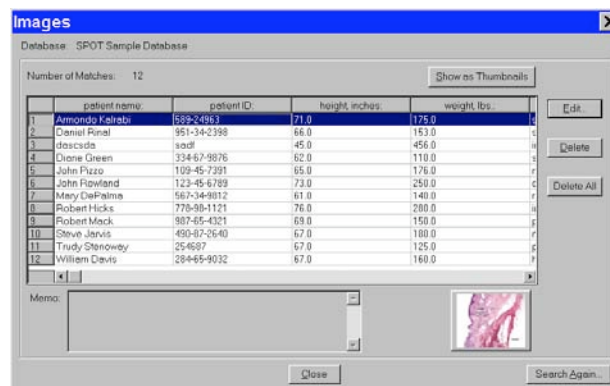 Images
Database: SPOT Sample Database
Number of Matches: 12
Show as Thumbnails
patient name: patient ID: height, inches: weight, lbs.:
1 Armondo Kalrabi 589-24963 71.0 175.0
2 Daniel Rinal 951-34-2398 66.0 153.0
3 dascsda sadf 45.0 456.0
4 Diane Green 334-67-9876 62.0 110.0
5 John Pizzo 109-45-7391 65.0 176.0
6 John Rowland 123-45-6789 73.0 250.0
7 Mary DePalma 567-34-9812 61.0 140.0
8 Robert Hicks 778-98-1121 76.0 280.0
9 Robert Mack 987-65-4321 69.0 150.0
10 Steve Jarvis 490-87-2640 67.0 180.0
11 Trudy Stenoway 254687 67.0 125.0
12 William Davis 284-65-9032 67.0 160.0
Edit...
Delete
Delete All
Memo:
Close
Search Again...